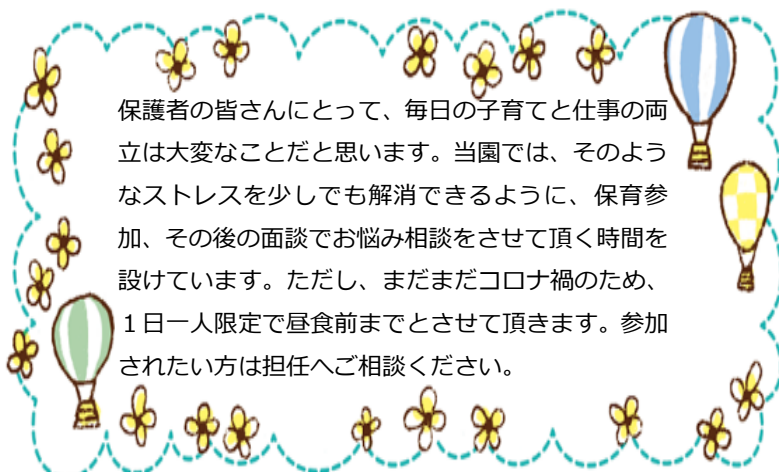 保護者の皆さんにとって、毎日の子育てと仕事の両
立は大変なことだと思います。当園では、そのよう
なストレスを少しでも解消できるように、保育参
加、その後の面談でお悩み相談をさせて頂く時間を
設けています。ただし、まだまだコロナ禍のため、
１日一人限定で昼食前までとさせて頂きます。参加
されたい方は担任へご相談ください。